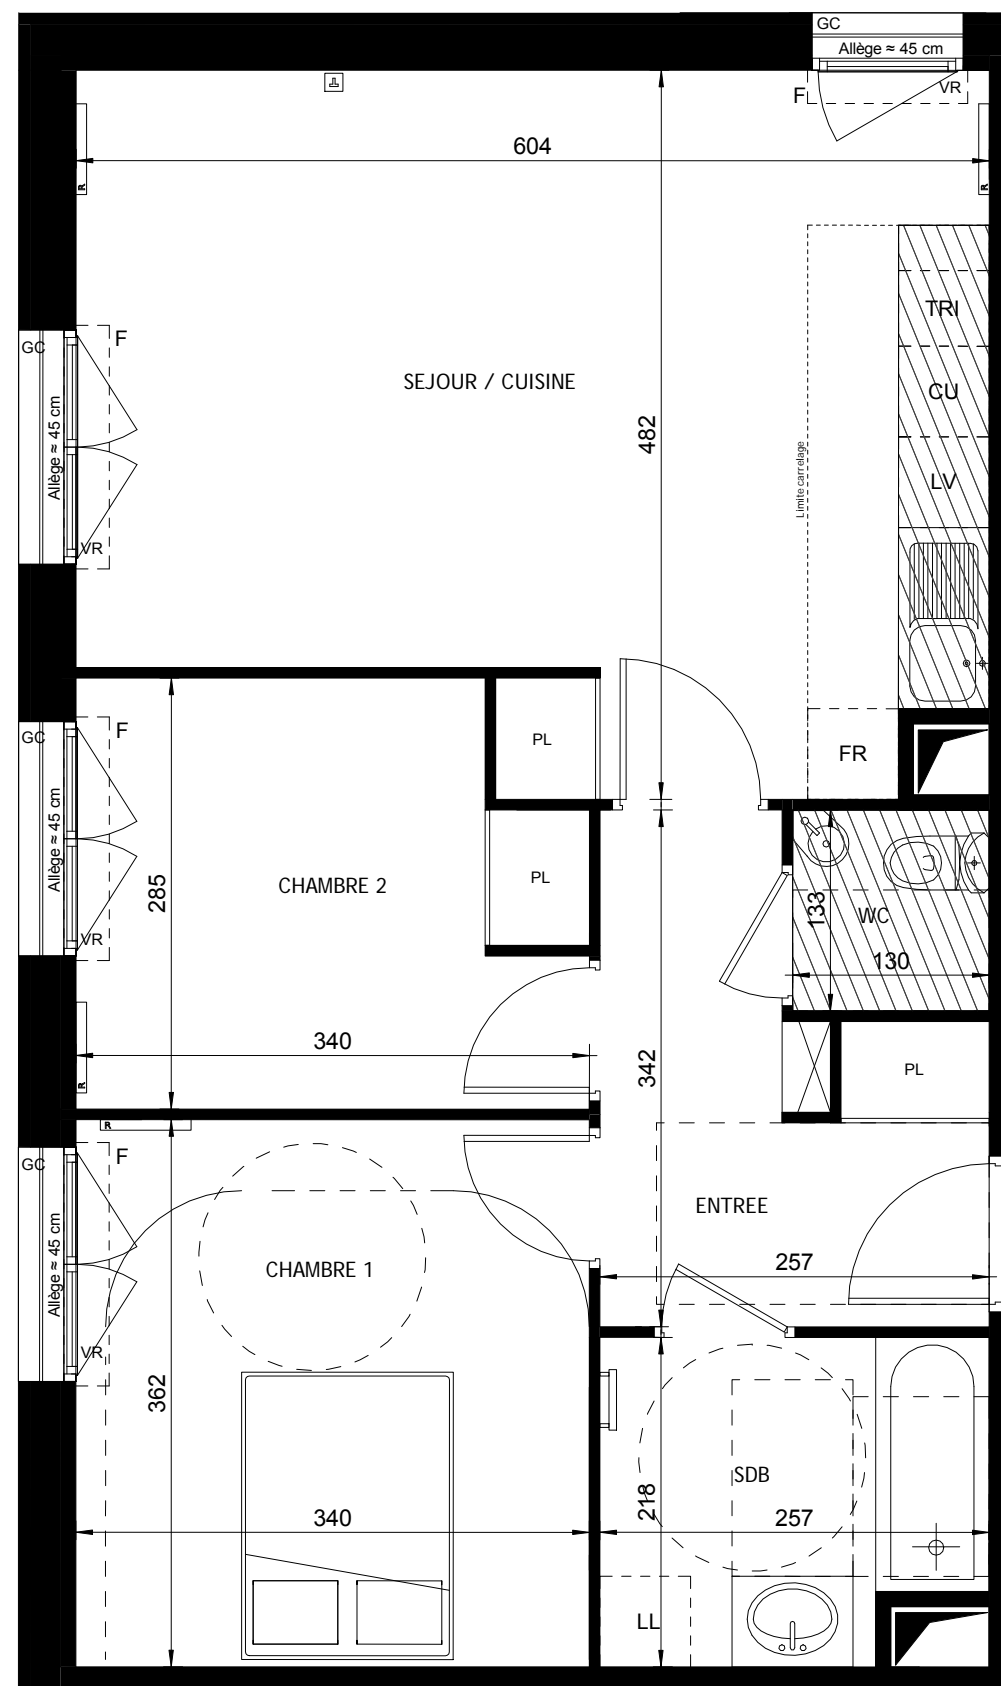 GC
Allège ≈ 45 cm
F
VR
604
R
R
TRI
GC
F
SEJOUR / CUISINE
CU
Allège ≈ 45 cm
482
LV
Limite carrelage
VR
GC
F
PL
FR
Allège ≈ 45 cm
CHAMBRE 2
285
PL
133
WC
VR
130
340
342
PL
R
R
GC
F
ENTREE
Allège ≈ 45 cm
CHAMBRE 1
257
VR
362
SDB
218
340
257
LL